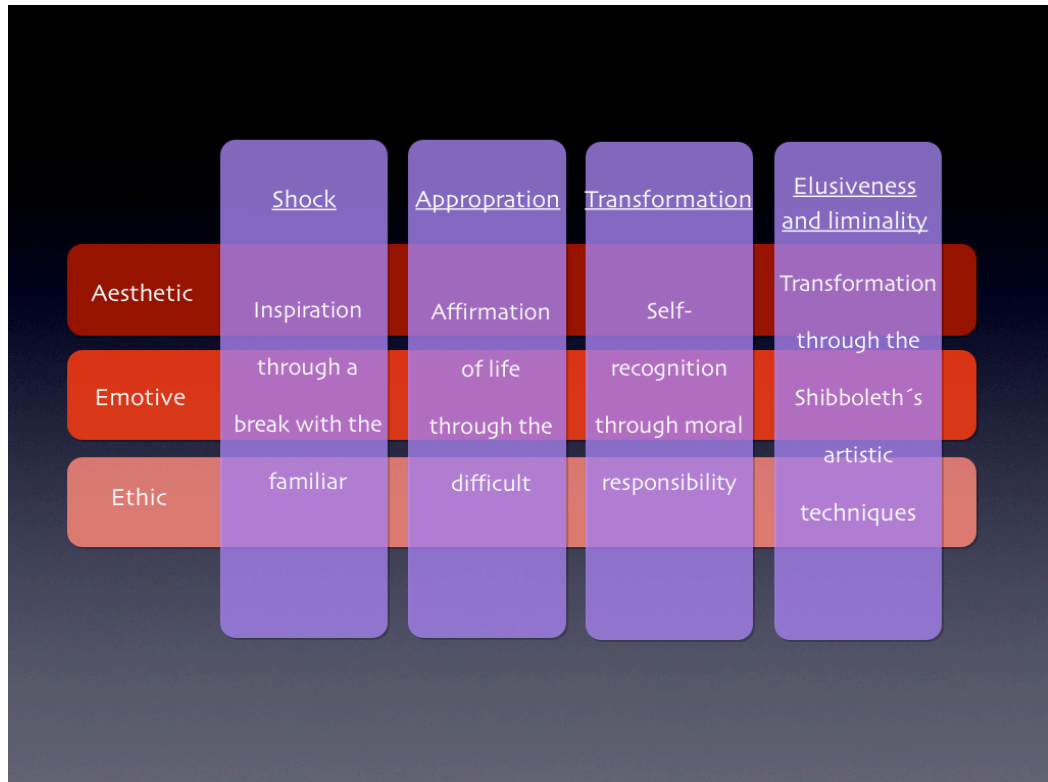 Shock
Inspiration
through a
break with the
familiar
Appropration
Affirmation
of life
through the
difficult
Transformation
Self-
recognition
through moral
responsibility
Elusiveness
and liminality
Transformation
through the
Shibboleth´s
artistic
techniques
Aesthetic
Emotive
Ethic